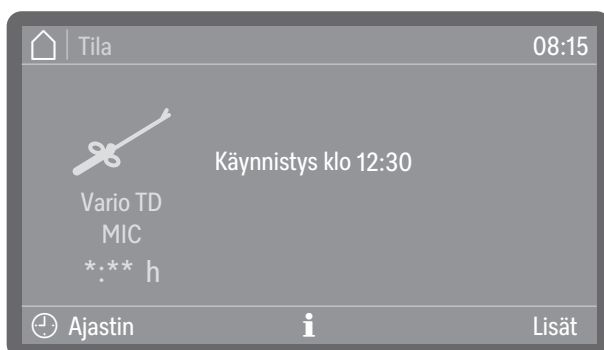 Tila 08:15
Käynnistys klo 12:30
Vario TD
MIC
*:** h
Ajastin i Lisät